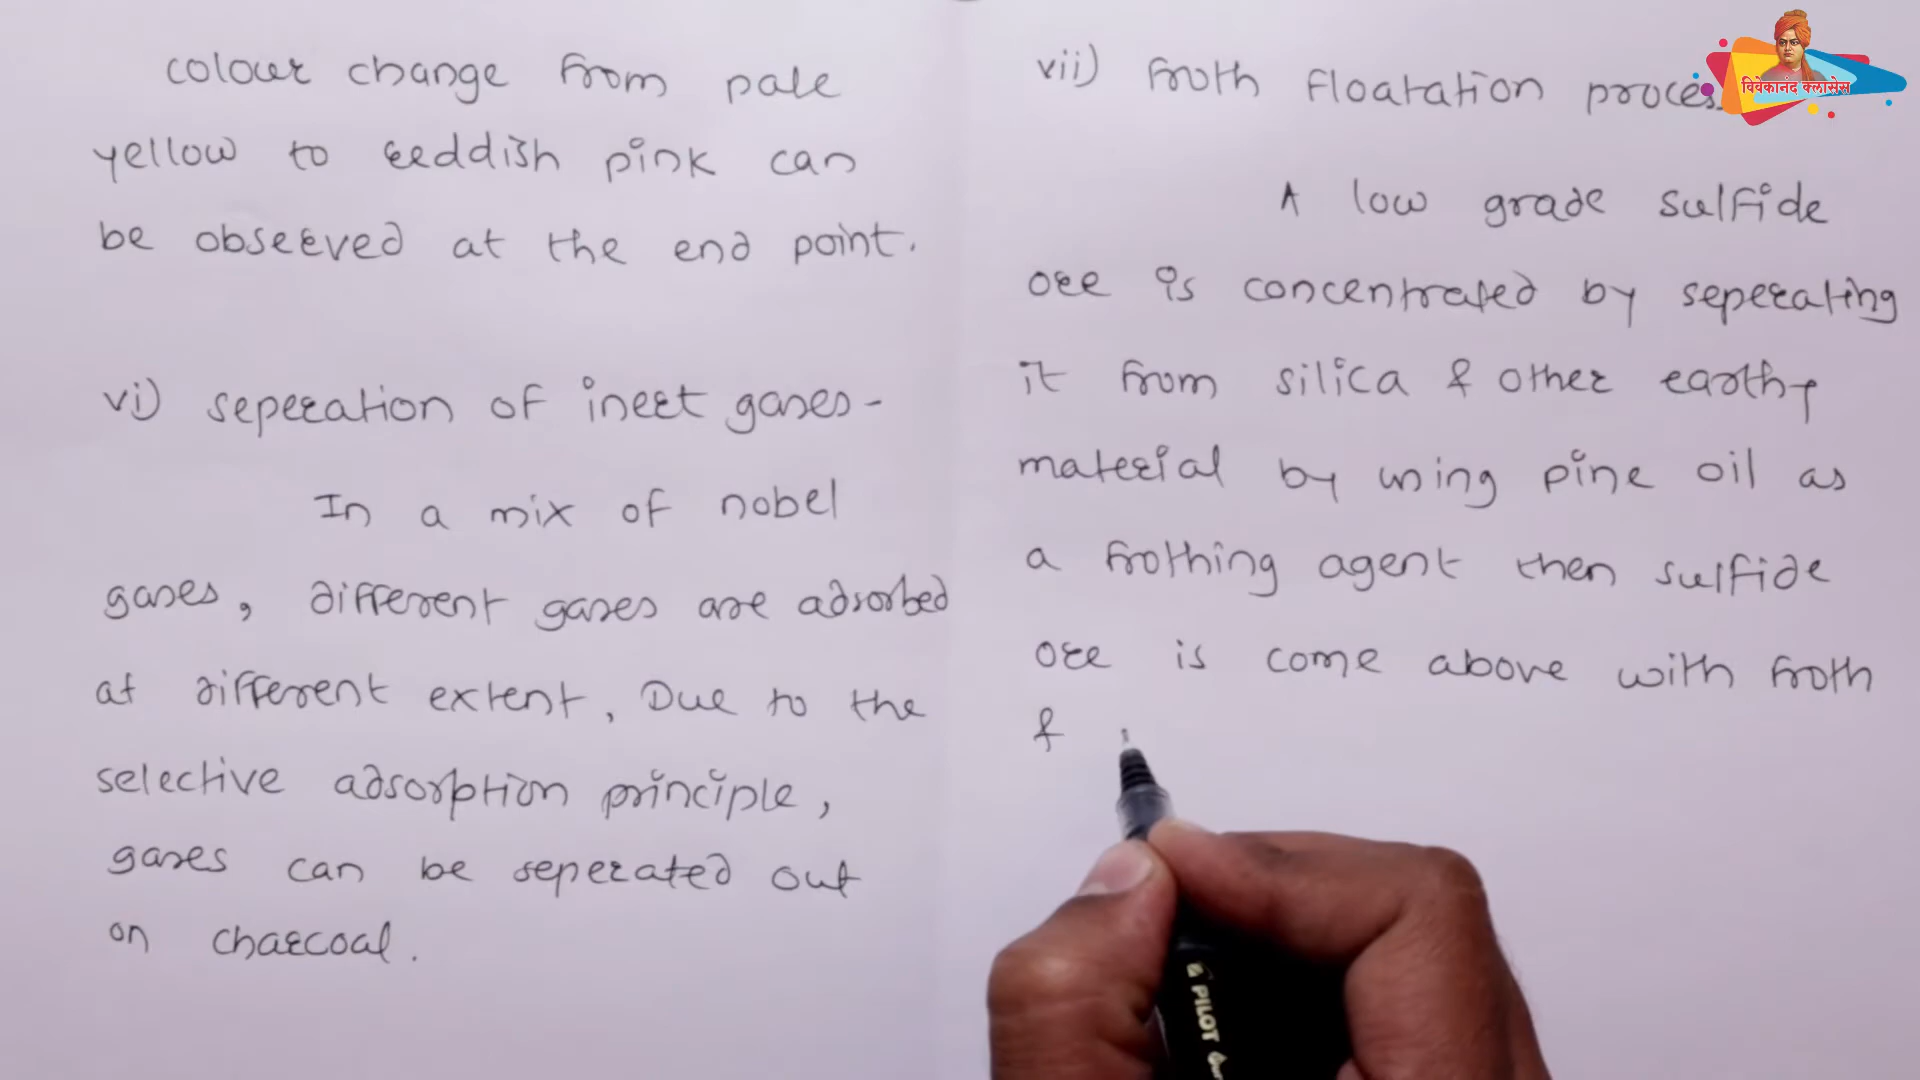 colour change from pale
yellow to reddish pink can
be observed at the end point.
vi) seperation of inert gases -
In a mix of nobel
gases, different gases are adsorbed
at different extent. Due to the
selective adsorption principle,
gases can be seperated out
on charcoal.
vii) froth floatation proces
A low grade sulfide
ore is concentrated by seperating
it from silica & other earthy
material by using pine oil as
a frothing agent then sulfide
ore is come above with froth
&
विवेकानंद क्लासेस
PILOT